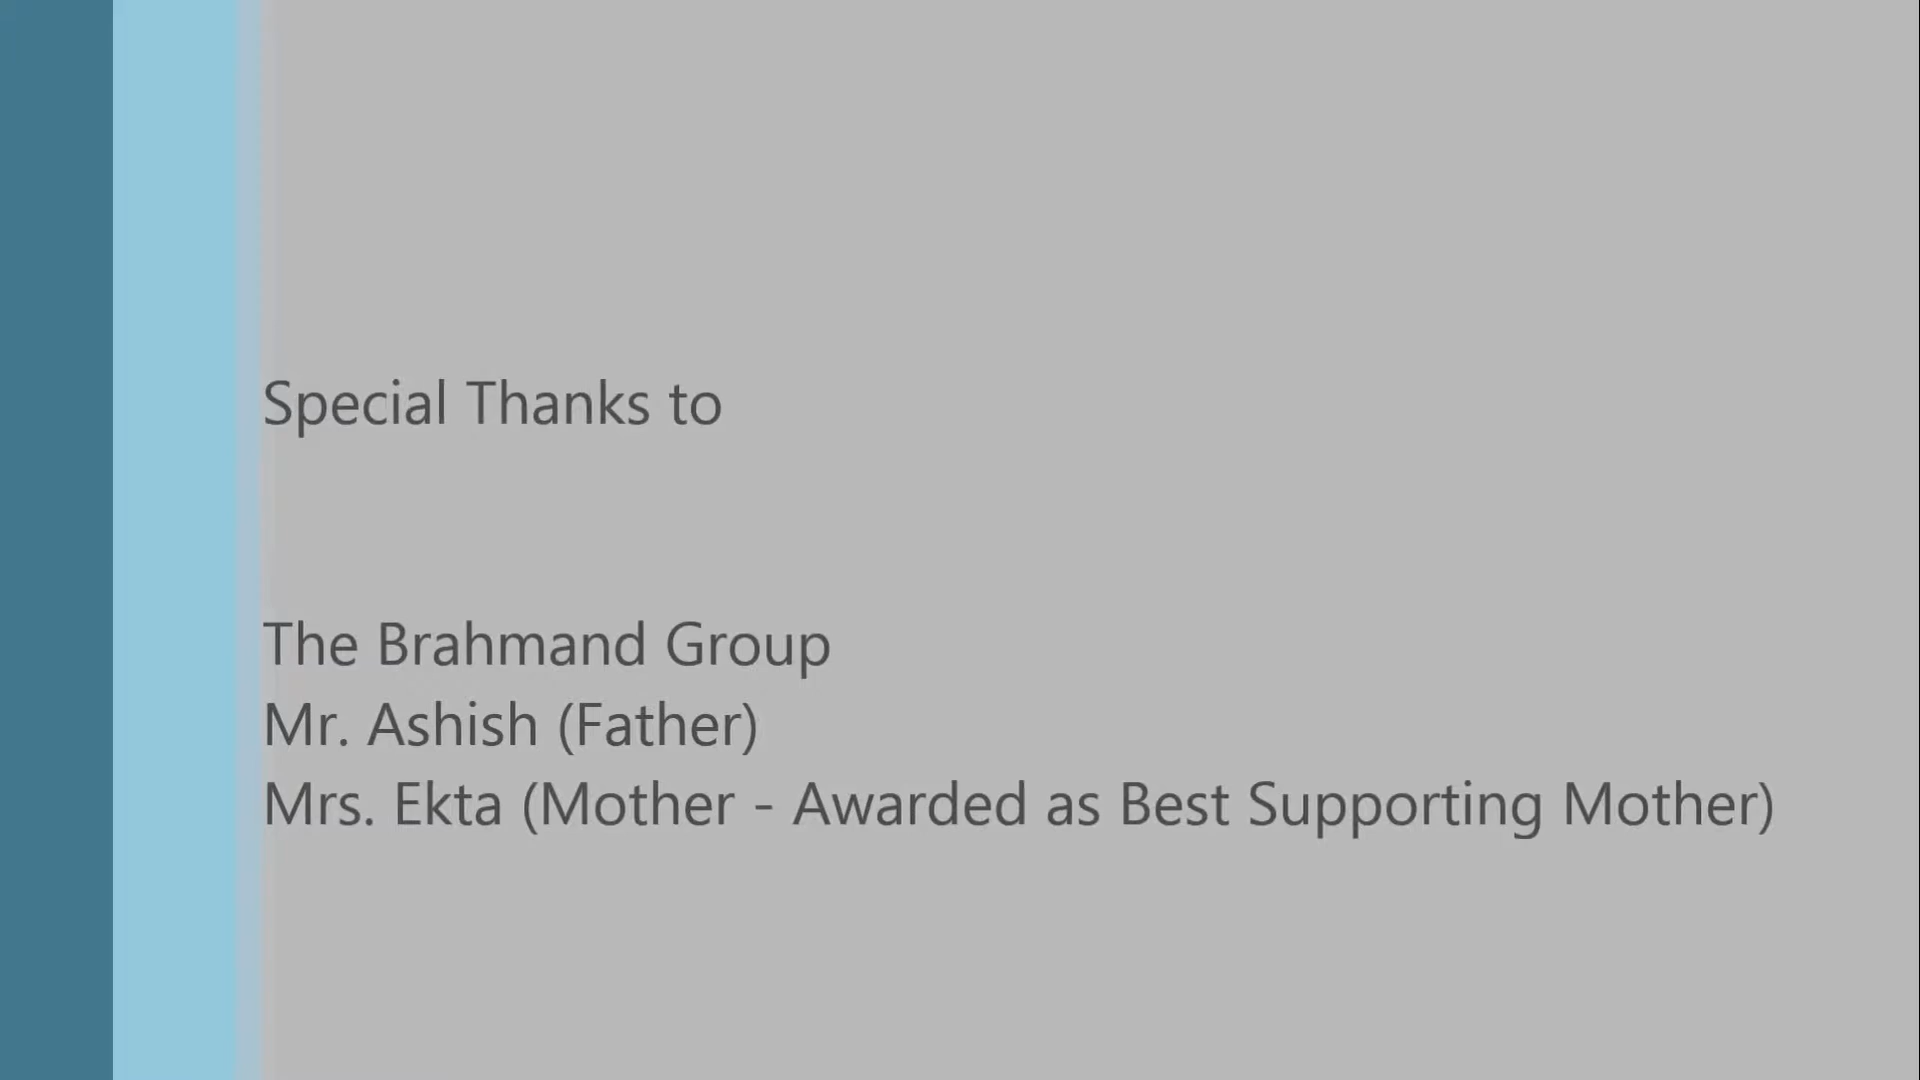 Special Thanks to
The Brahmand Group
Mr. Ashish (Father)
Mrs. Ekta (Mother - Awarded as Best Supporting Mother)